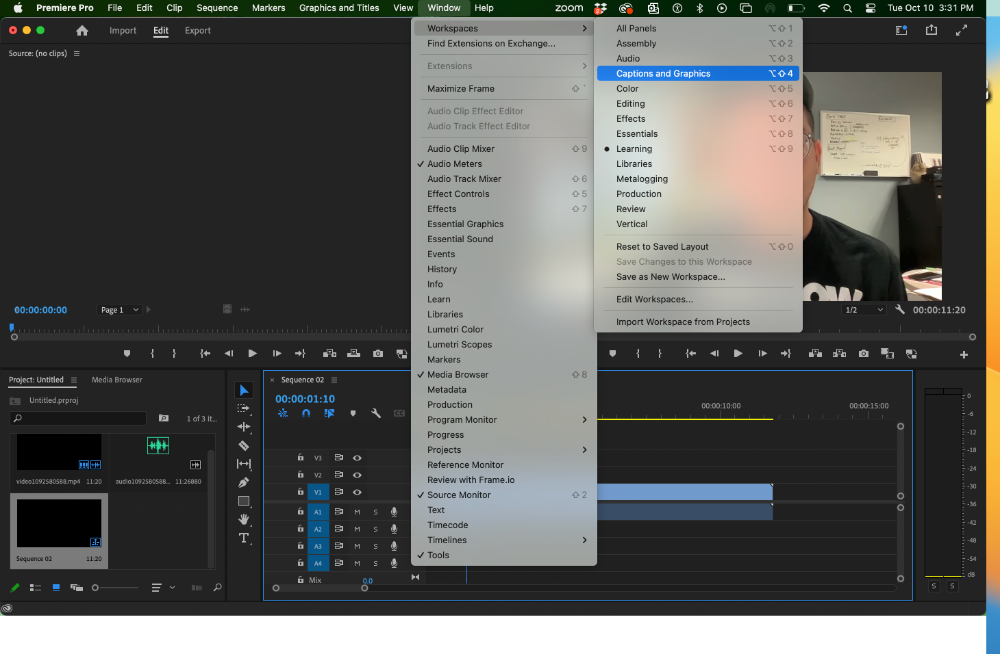 Premiere Pro File Edit Clip Sequence Markers Graphics and Titles View Window Help zoom 2 Tue Oct 10 3:31 PM
Import Edit Export
Source: (no clips)
Workspaces
Find Extensions on Exchange...
Extensions
Maximize Frame ⇧ `
Audio Clip Effect Editor
Audio Track Effect Editor
Audio Clip Mixer ⇧ 9
✓ Audio Meters
Audio Track Mixer ⇧ 6
Effect Controls ⇧ 5
Effects ⇧ 7
Essential Graphics
Essential Sound
Events
History
Info
Learn
Libraries
Lumetri Color
Lumetri Scopes
Markers
✓ Media Browser ⇧ 8
Metadata
Production
Program Monitor
Progress
Projects
Reference Monitor
Review with Frame.io
✓ Source Monitor ⇧ 2
Text
Timecode
Timelines
✓ Tools
All Panels ⌥⇧ 1
Assembly ⌥⇧ 2
Audio ⌥⇧ 3
Captions and Graphics ⌥⇧ 4
Color ⌥⇧ 5
Editing ⌥⇧ 6
Effects ⌥⇧ 7
Essentials ⌥⇧ 8
● Learning ⌥⇧ 9
Libraries
Metalogging
Production
Review
Vertical
Reset to Saved Layout ⌥⇧ 0
Save Changes to this Workspace
Save as New Workspace...
Edit Workspaces...
Import Workspace from Projects
00:00:00:00 Page 1 1/2 00:00:11:20
Project: Untitled Media Browser
Untitled.prproj
1 of 3 it...
video1092580588.mp4 11:20
audio1092580588... 11:26880
Sequence 02 11:20
× Sequence 02
00:00:01:10
00:00:10:00 00:00:15:00
CC
V3
V2
V1
A1 M S
A2 M S
A3 M S
A4 M S
Mix 0.0
0
-6
-12
-18
-24
-30
-36
-42
-48
-54
dB
S S